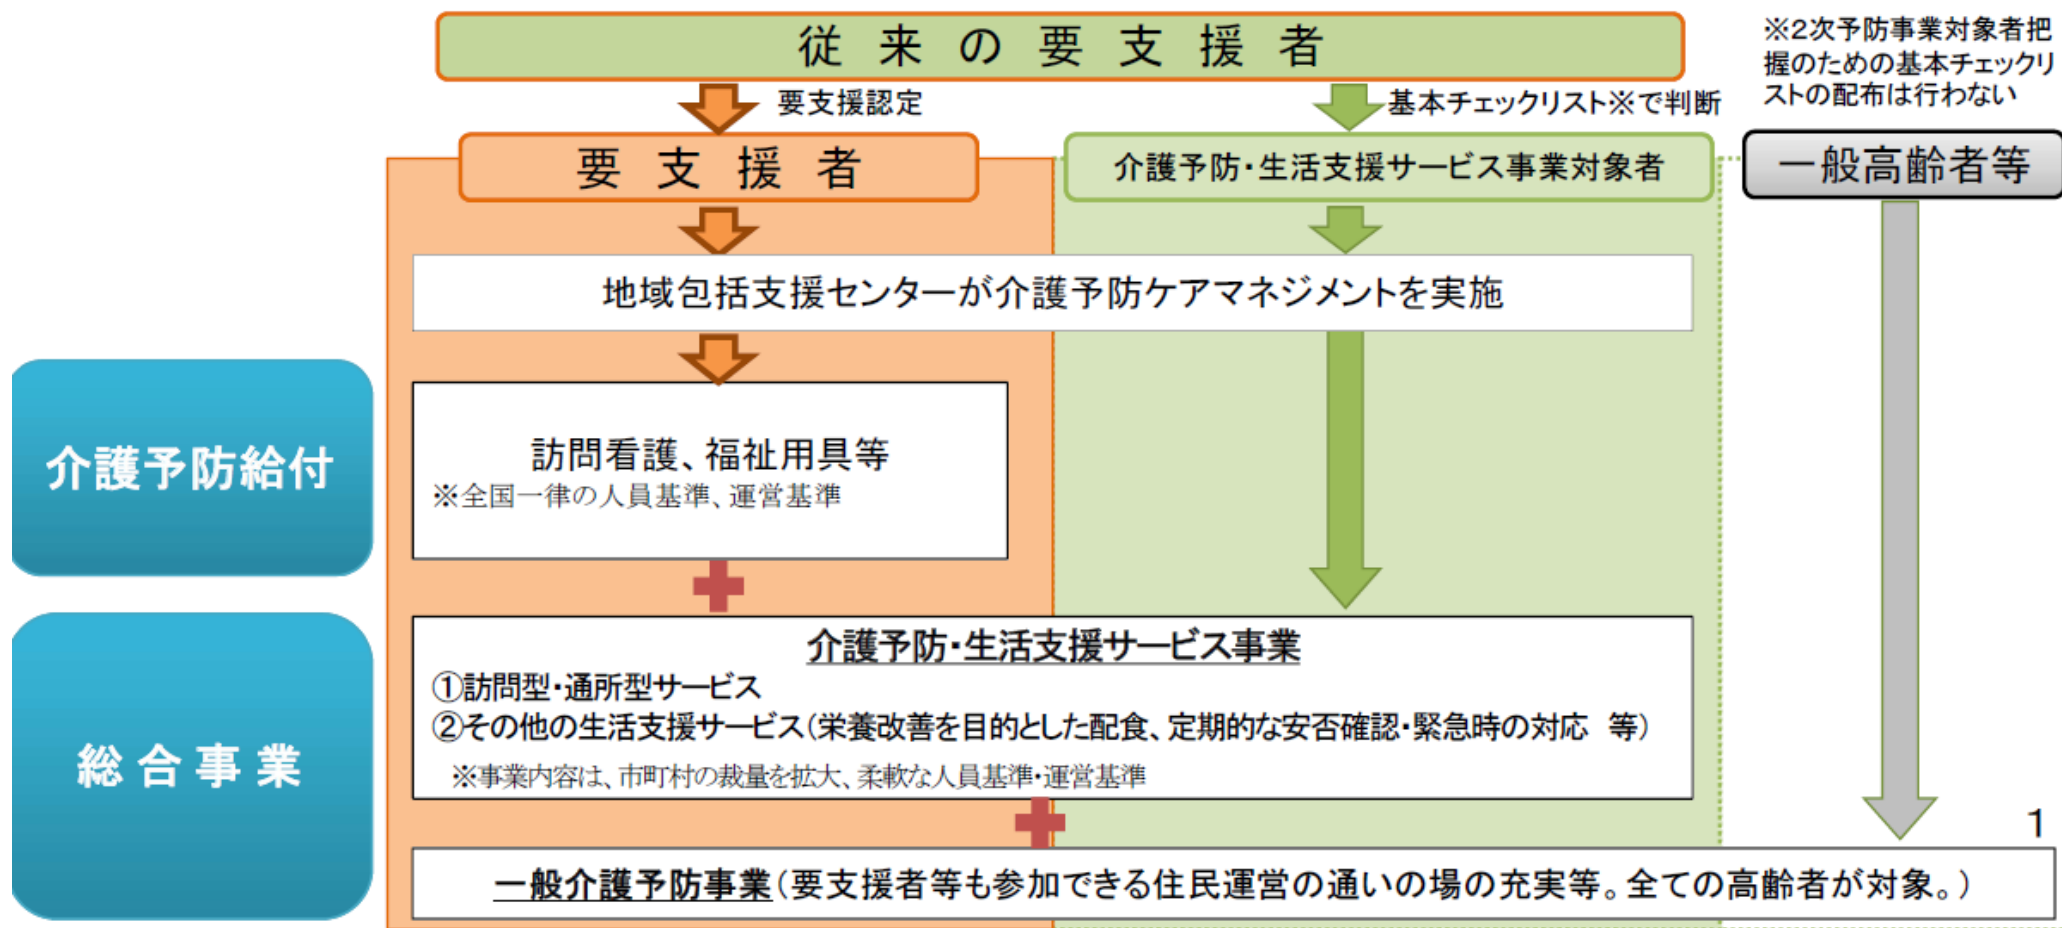 従来の要支援者
※2次予防事業対象者把
握のための基本チェックリ
ストの配布は行わない
要支援認定
基本チェックリスト※で判断
要支援者
介護予防・生活支援サービス事業対象者
一般高齢者等
地域包括支援センターが介護予防ケアマネジメントを実施
介護予防給付
訪問看護、福祉用具等
※全国一律の人員基準、運営基準
総合事業
介護予防・生活支援サービス事業
①訪問型・通所型サービス
②その他の生活支援サービス(栄養改善を目的とした配食、定期的な安否確認・緊急時の対応 等)
※事業内容は、市町村の裁量を拡大、柔軟な人員基準・運営基準
1
一般介護予防事業(要支援者等も参加できる住民運営の通いの場の充実等。全ての高齢者が対象。)